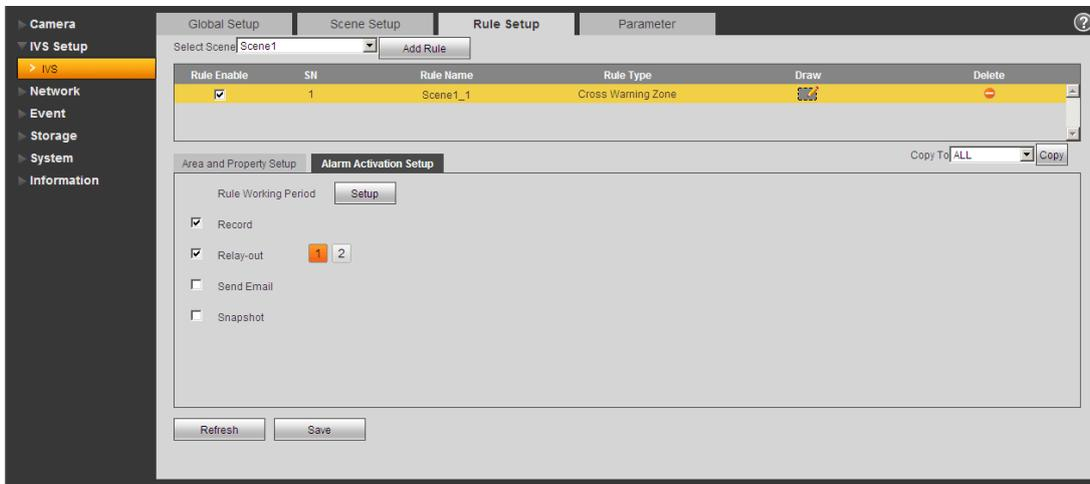 Camera
IVS Setup
> IVS
Network
Event
Storage
System
Information
Global Setup
Scene Setup
Rule Setup
Parameter
?
Select Scene Scene1
Add Rule
Rule Enable SN Rule Name Rule Type Draw Delete
1 Scene1_1 Cross Warning Zone
Area and Property Setup
Alarm Activation Setup
Copy To ALL Copy
Rule Working Period Setup
Record
Relay-out 1 2
Send Email
Snapshot
Refresh
Save